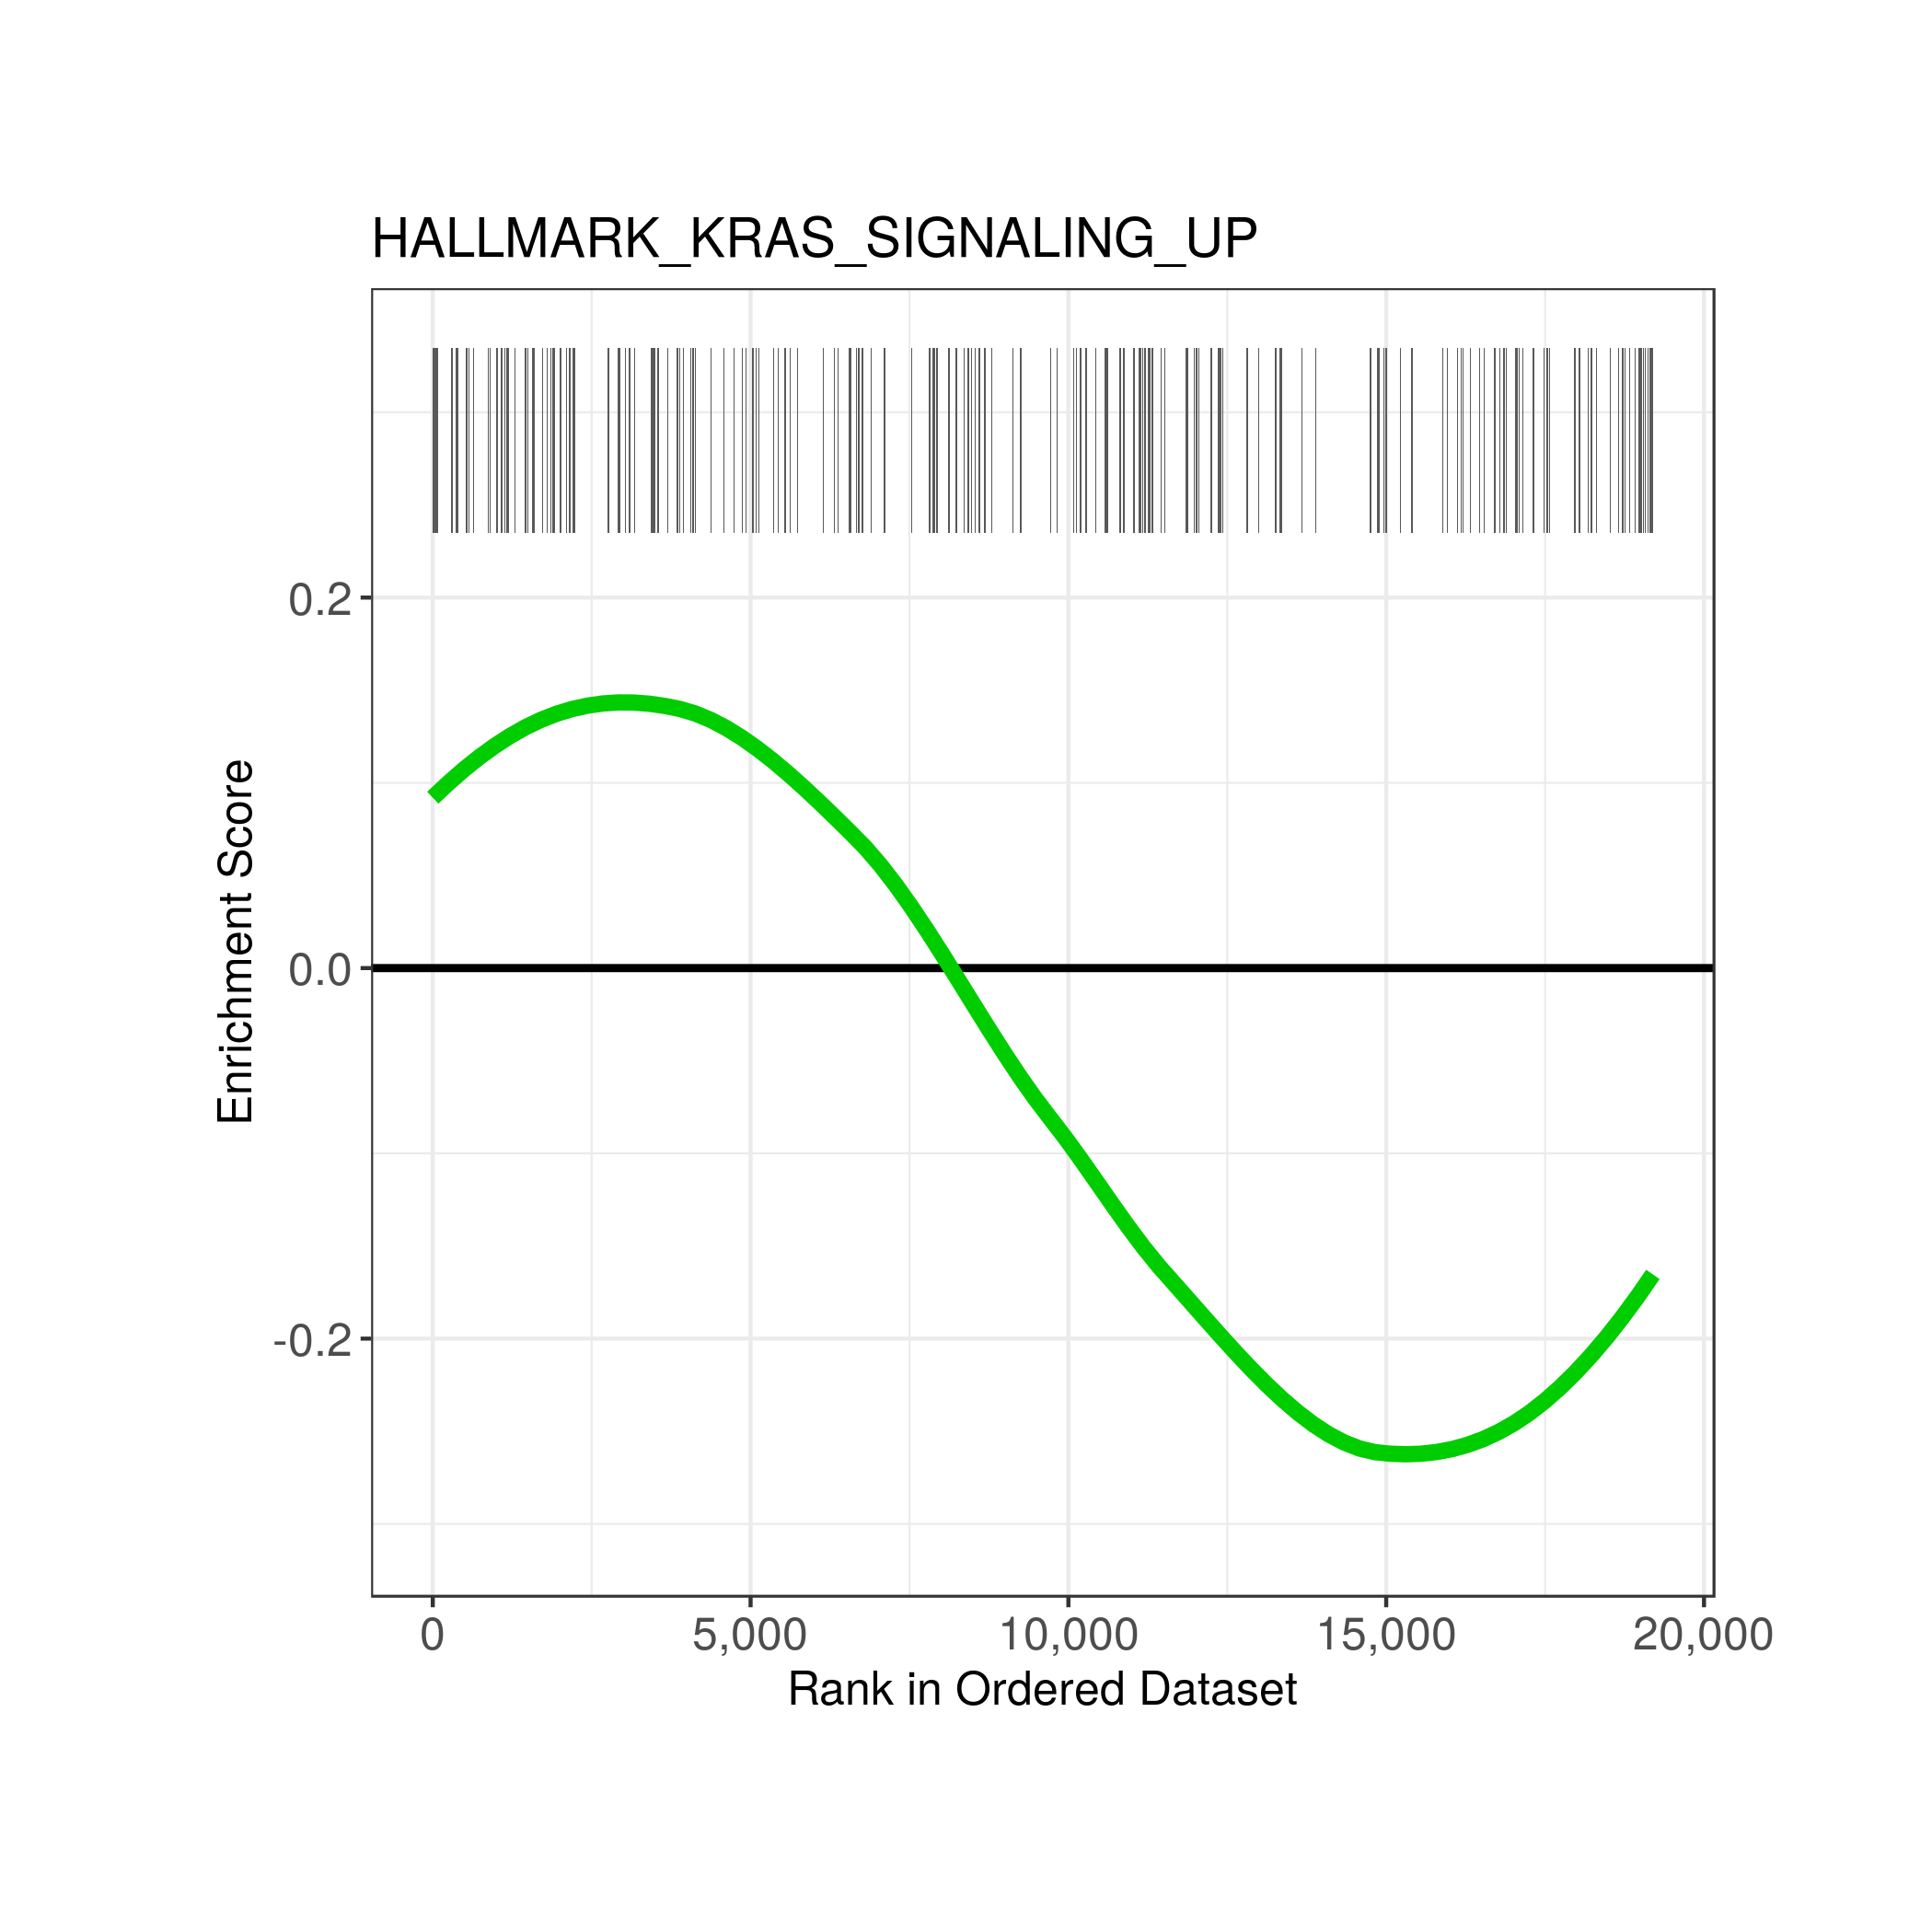 HALLMARK_KRAS_SIGNALING_UP
0.2
0.0
-0.2
Enrichment Score
0 5,000 10,000 15,000 20,000
Rank in Ordered Dataset